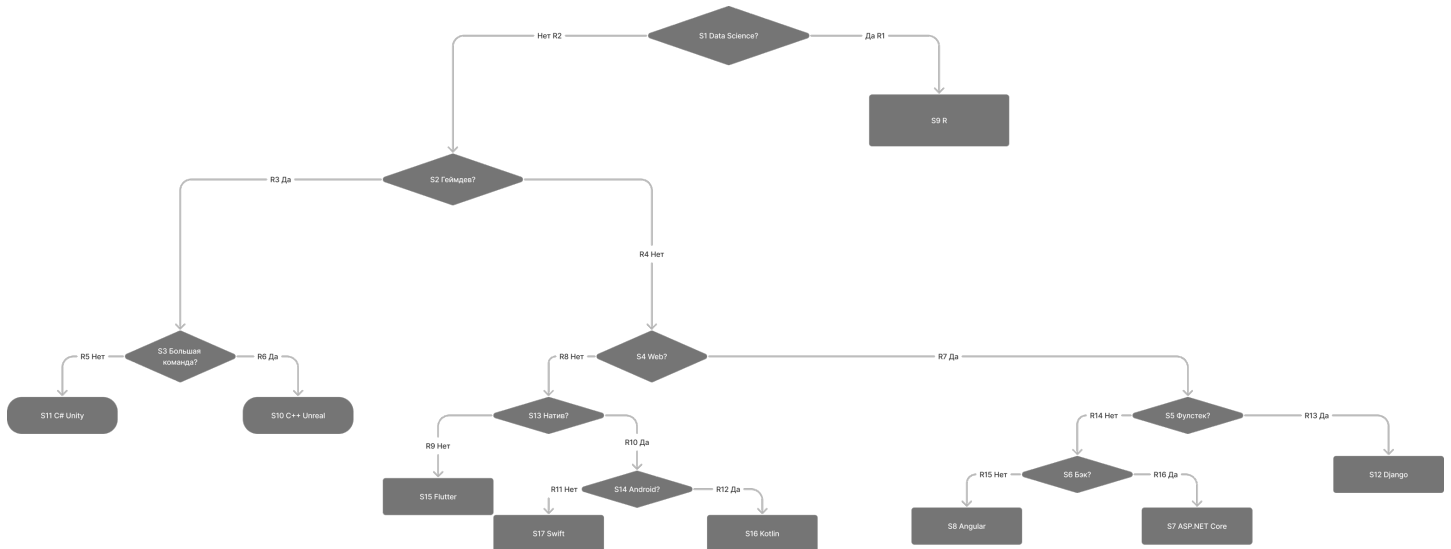 S1 Data Science?
Нет R2
Да R1
S9 R
S2 Геймдев?
R3 Да
R4 Нет
S3 Большая
команда?
R5 Нет
R6 Да
S11 C# Unity
S10 C++ Unreal
S4 Web?
R8 Нет
R7 Да
S13 Натив?
R9 Нет
R10 Да
S15 Flutter
S14 Android?
R11 Нет
R12 Да
S17 Swift
S16 Kotlin
S5 Фулстек?
R14 Нет
R13 Да
S6 Бэк?
S12 Django
R15 Нет
R16 Да
S8 Angular
S7 ASP.NET Core